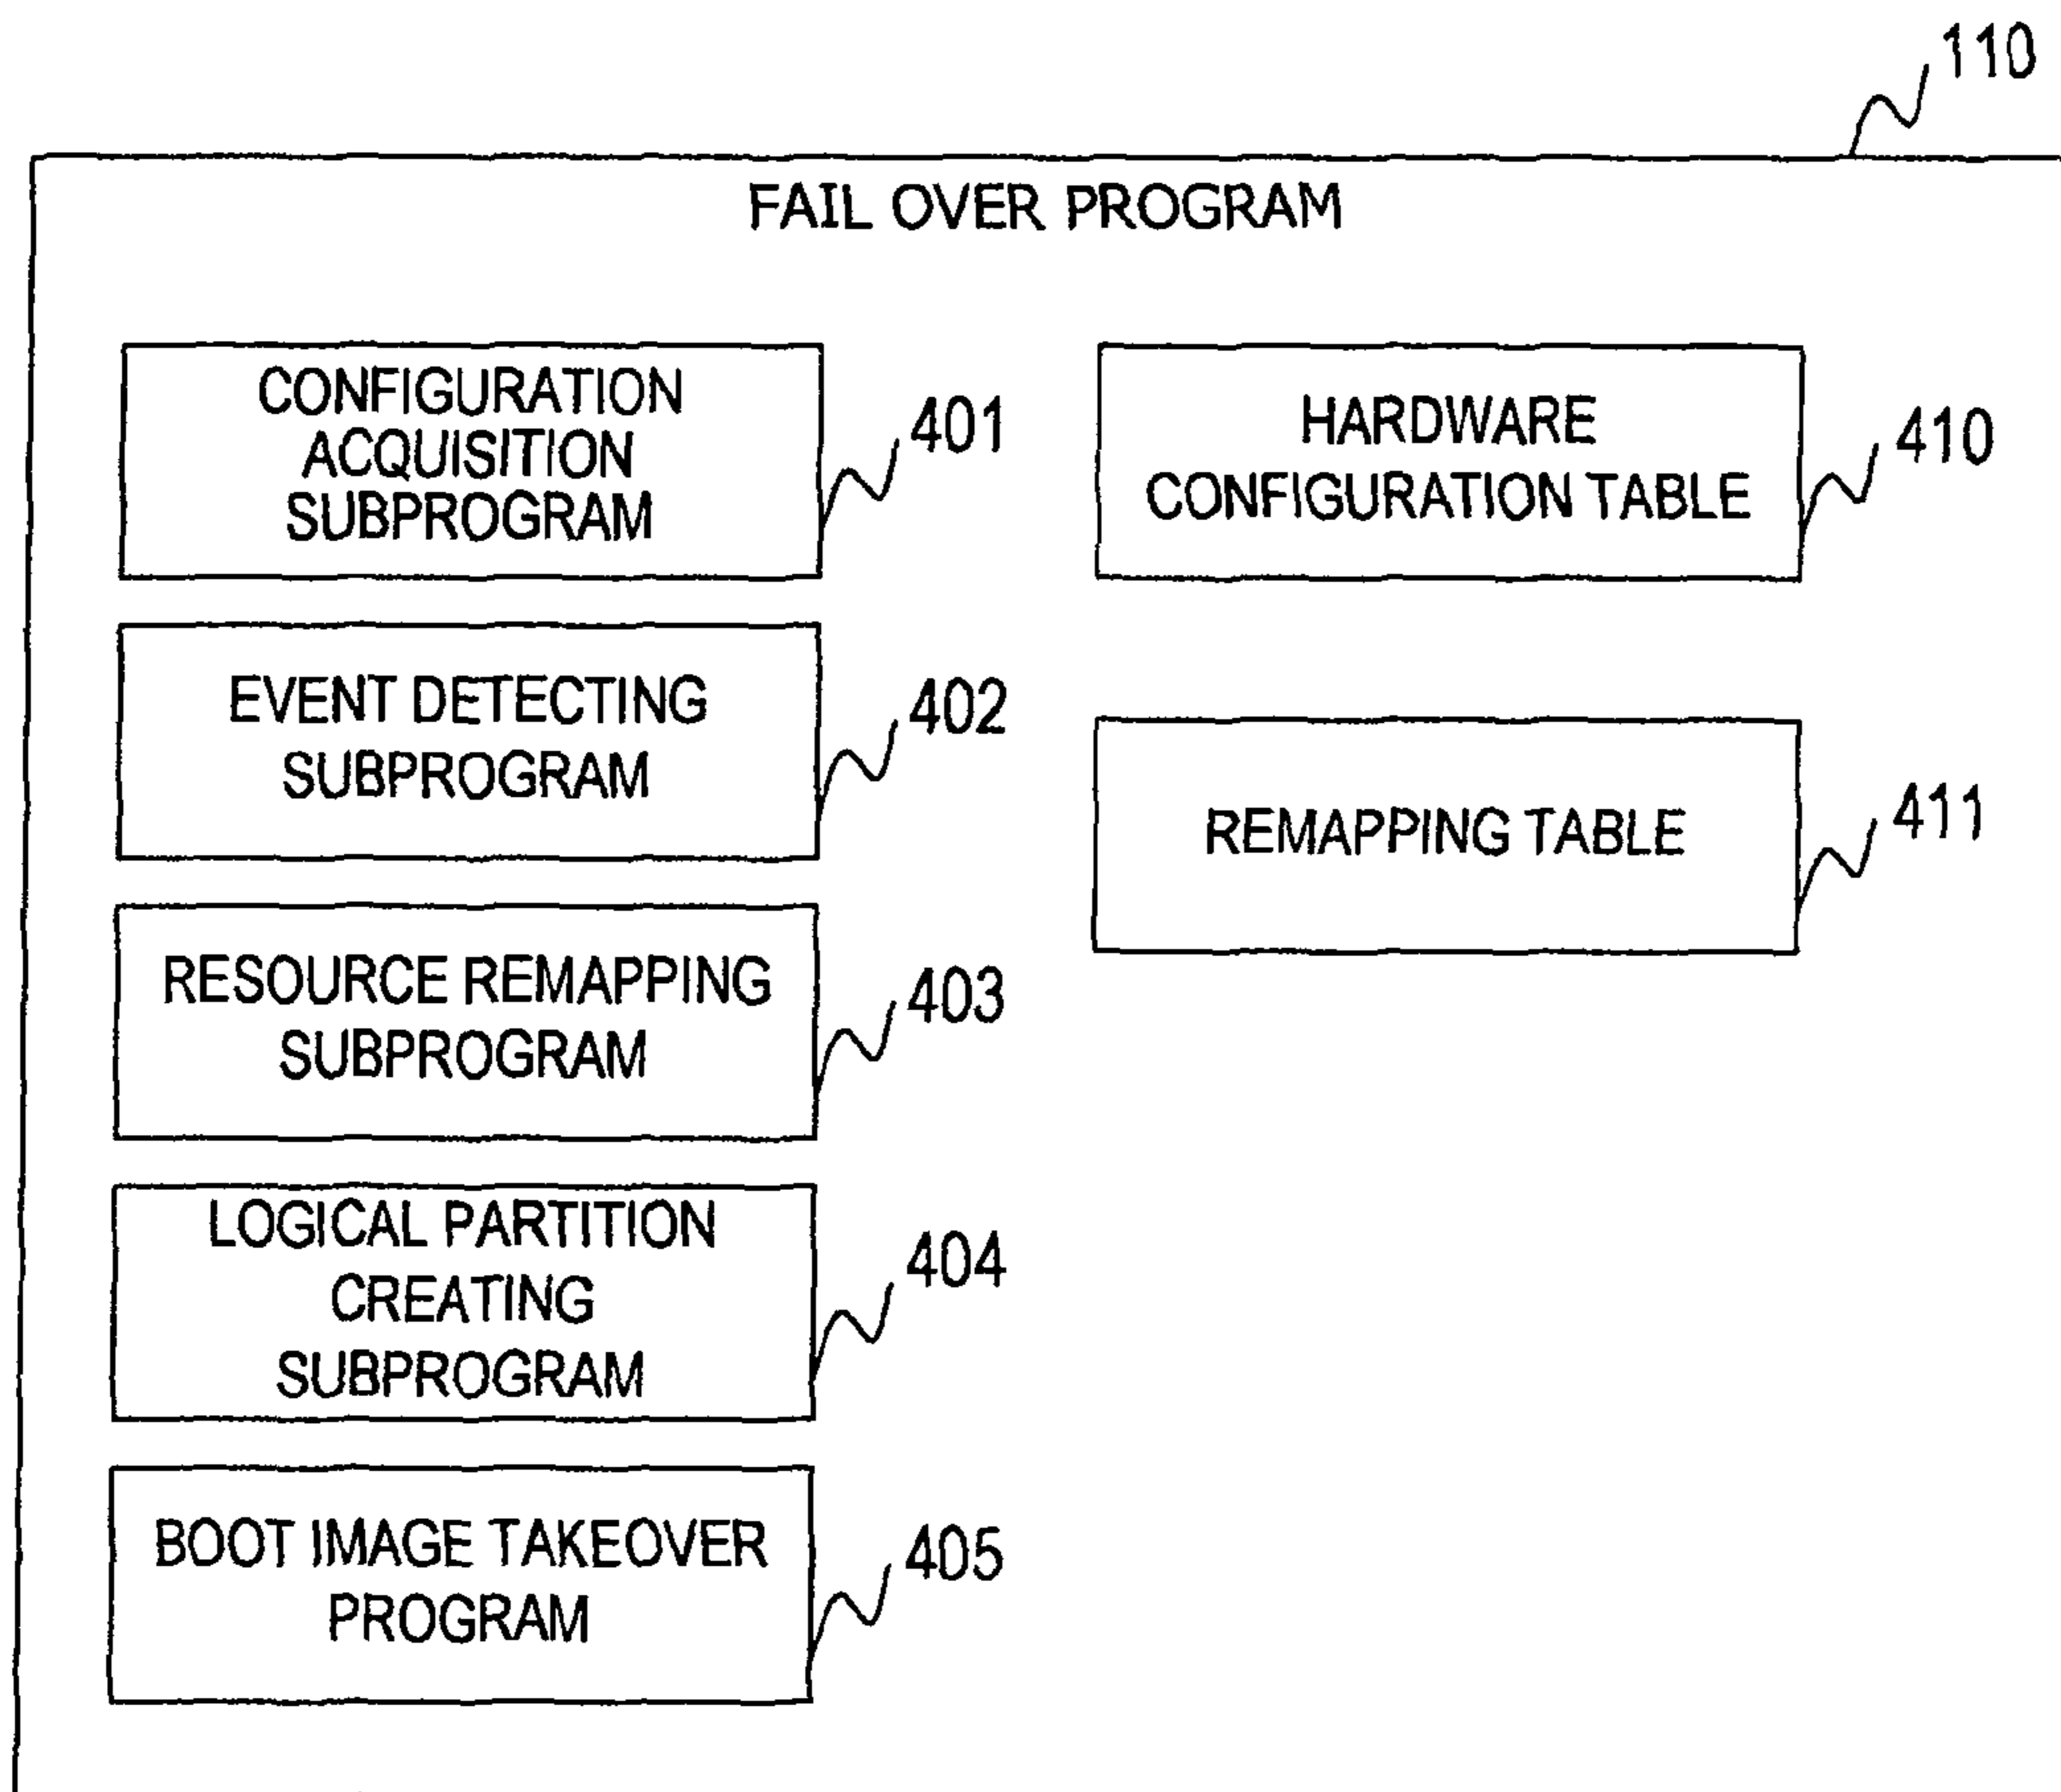 110
FAIL OVER PROGRAM
CONFIGURATION
ACQUISITION
SUBPROGRAM
401
EVENT DETECTING
SUBPROGRAM
402
RESOURCE REMAPPING
SUBPROGRAM
403
LOGICAL PARTITION
CREATING
SUBPROGRAM
404
BOOT IMAGE TAKEOVER
PROGRAM
405
HARDWARE
CONFIGURATION TABLE
410
REMAPPING TABLE
411